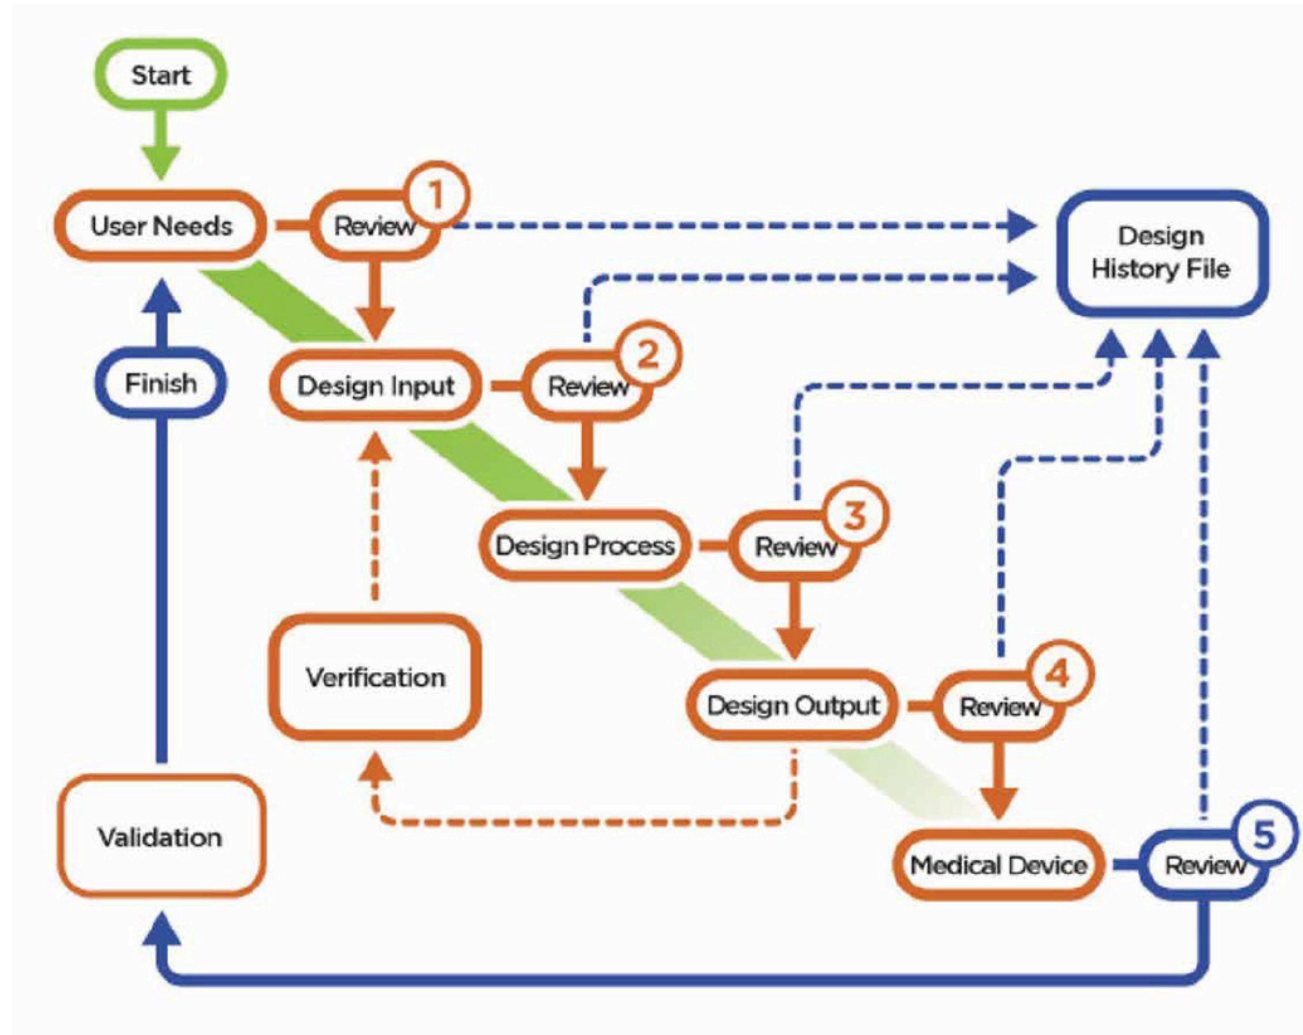 Start
User Needs
Review
1
Design
History File
Finish
Design Input
Review
2
Design Process
Review
3
Verification
Design Output
Review
4
Validation
Medical Device
Review
5